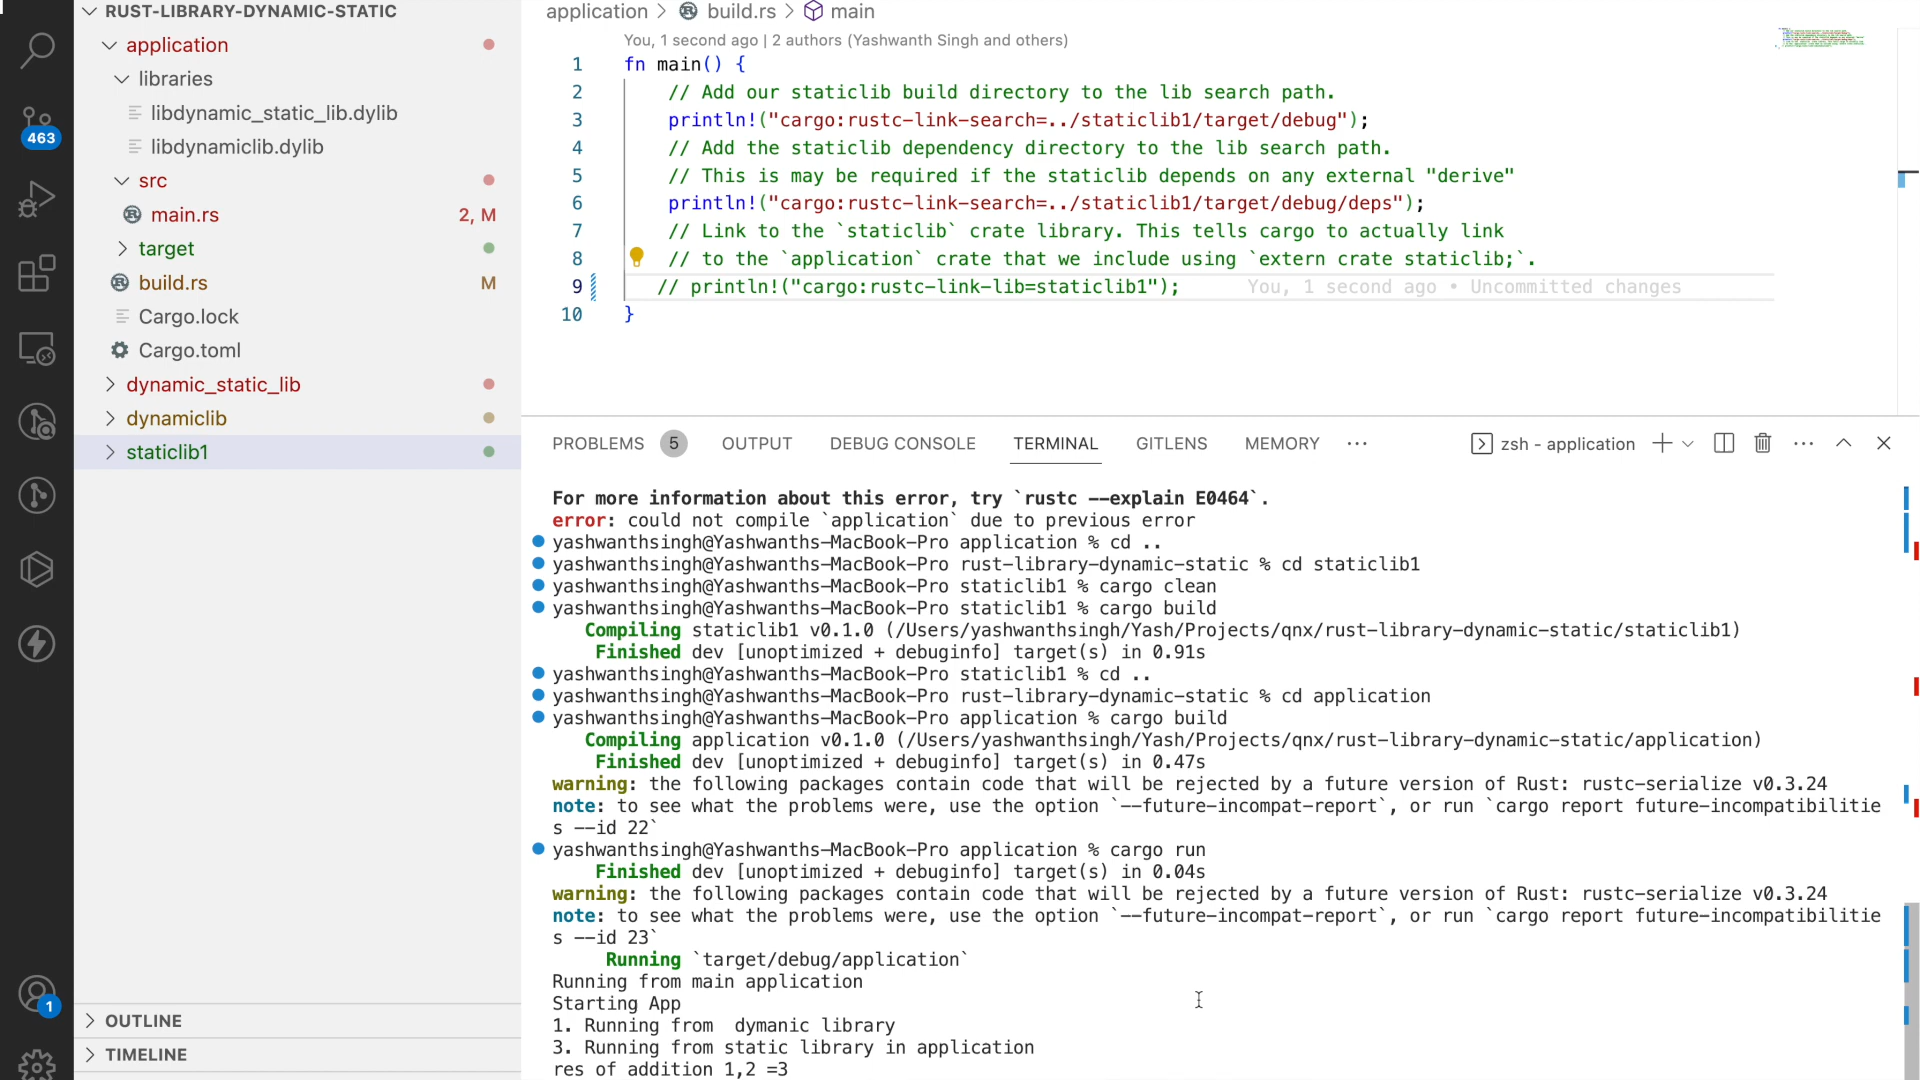 RUST-LIBRARY-DYNAMIC-STATIC
application
libraries
libdynamic_static_lib.dylib
libdynamiclib.dylib
src
main.rs 2, M
target
build.rs M
Cargo.lock
Cargo.toml
dynamic_static_lib
dynamiclib
staticlib1
OUTLINE
TIMELINE
463
1
application > build.rs > main
You, 1 second ago | 2 authors (Yashwanth Singh and others)
1 fn main() {
2 // Add our staticlib build directory to the lib search path.
3 println!("cargo:rustc-link-search=../staticlib1/target/debug");
4 // Add the staticlib dependency directory to the lib search path.
5 // This is may be required if the staticlib depends on any external "derive"
6 println!("cargo:rustc-link-search=../staticlib1/target/debug/deps");
7 // Link to the `staticlib` crate library. This tells cargo to actually link
8 // to the `application` crate that we include using `extern crate staticlib;`.
9 // println!("cargo:rustc-link-lib=staticlib1"); You, 1 second ago • Uncommitted changes
10 }
PROBLEMS 5 OUTPUT DEBUG CONSOLE TERMINAL GITLENS MEMORY ··· zsh - application
For more information about this error, try `rustc --explain E0464`.
error: could not compile `application` due to previous error
yashwanthsingh@Yashwanths-MacBook-Pro application % cd ..
yashwanthsingh@Yashwanths-MacBook-Pro rust-library-dynamic-static % cd staticlib1
yashwanthsingh@Yashwanths-MacBook-Pro staticlib1 % cargo clean
yashwanthsingh@Yashwanths-MacBook-Pro staticlib1 % cargo build
Compiling staticlib1 v0.1.0 (/Users/yashwanthsingh/Yash/Projects/qnx/rust-library-dynamic-static/staticlib1)
Finished dev [unoptimized + debuginfo] target(s) in 0.91s
yashwanthsingh@Yashwanths-MacBook-Pro staticlib1 % cd ..
yashwanthsingh@Yashwanths-MacBook-Pro rust-library-dynamic-static % cd application
yashwanthsingh@Yashwanths-MacBook-Pro application % cargo build
Compiling application v0.1.0 (/Users/yashwanthsingh/Yash/Projects/qnx/rust-library-dynamic-static/application)
Finished dev [unoptimized + debuginfo] target(s) in 0.47s
warning: the following packages contain code that will be rejected by a future version of Rust: rustc-serialize v0.3.24
note: to see what the problems were, use the option `--future-incompat-report`, or run `cargo report future-incompatibilitie
s --id 22`
yashwanthsingh@Yashwanths-MacBook-Pro application % cargo run
Finished dev [unoptimized + debuginfo] target(s) in 0.04s
warning: the following packages contain code that will be rejected by a future version of Rust: rustc-serialize v0.3.24
note: to see what the problems were, use the option `--future-incompat-report`, or run `cargo report future-incompatibilitie
s --id 23`
Running `target/debug/application`
Running from main application
Starting App
1. Running from  dymanic library
3. Running from static library in application
res of addition 1,2 =3